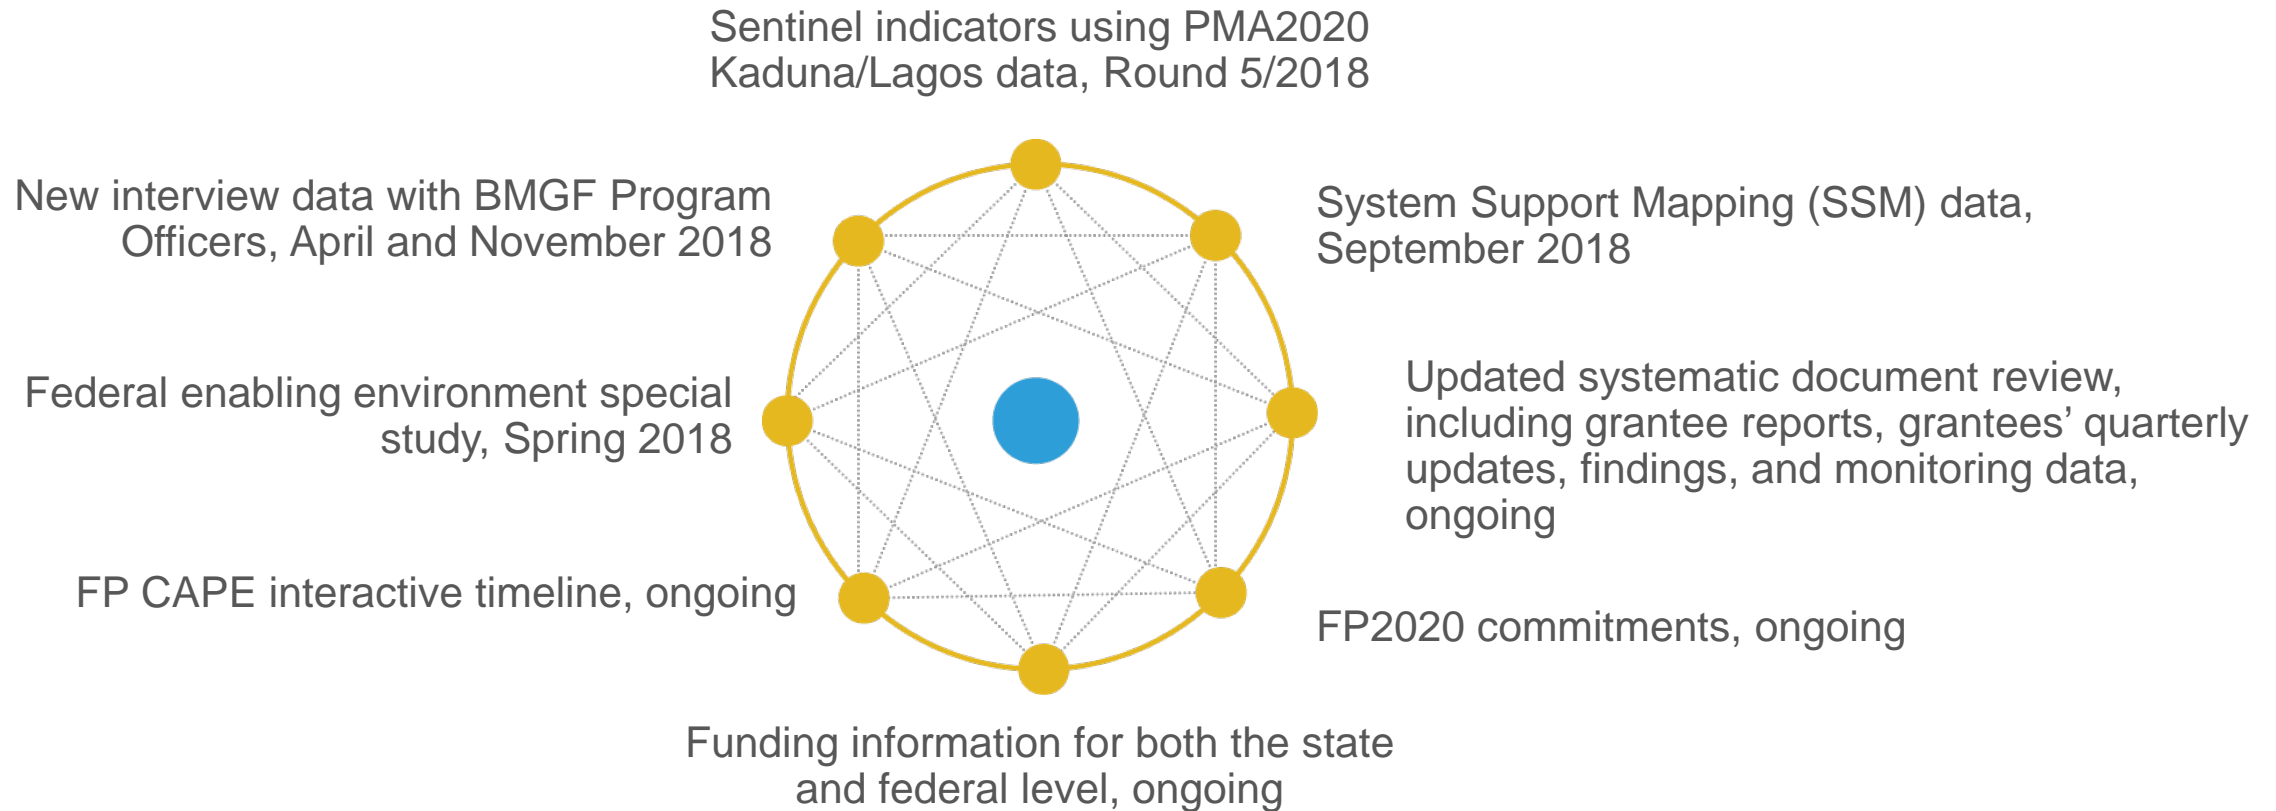 Sentinel indicators using PMA2020
Kaduna/Lagos data, Round 5/2018
New interview data with BMGF Program
Officers, April and November 2018
System Support Mapping (SSM) data,
September 2018
Federal enabling environment special
study, Spring 2018
Updated systematic document review,
including grantee reports, grantees’ quarterly
updates, findings, and monitoring data,
ongoing
FP CAPE interactive timeline, ongoing
FP2020 commitments, ongoing
Funding information for both the state
and federal level, ongoing